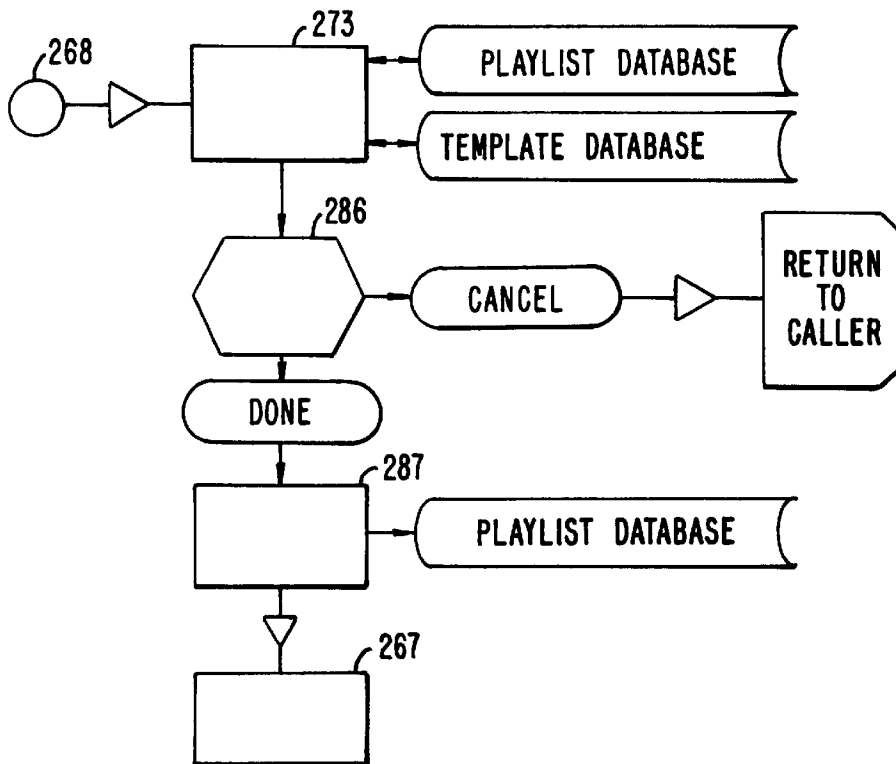 268
273
PLAYLIST DATABASE
TEMPLATE DATABASE
286
CANCEL
RETURN
TO
CALLER
DONE
287
PLAYLIST DATABASE
267